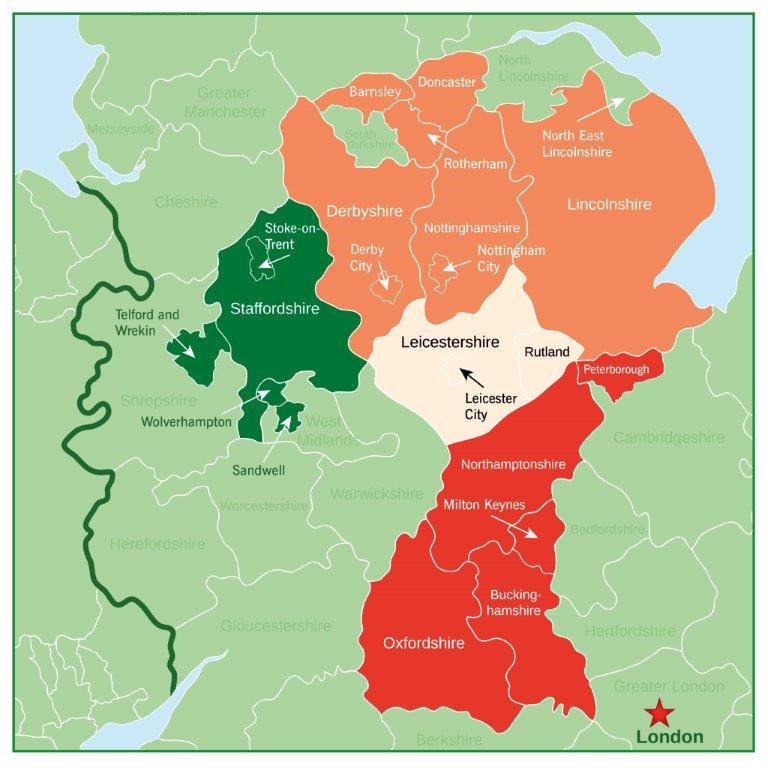 North
Lincolnshire
Greater
Manchester
Barnsley
Doncaster
Merseyside
South
Yorkshire
Rotherham
North East
Lincolnshire
Cheshire
Derbyshire
Lincolnshire
Nottinghamshire
Stoke-on-
Trent
Derby
City
Nottingham
City
Staffordshire
Telford and
Wrekin
Leicestershire
Rutland
Peterborough
Shropshire
Leicester
City
Wolverhampton
West
Midlands
Cambridgeshire
Sandwell
Northamptonshire
Warwickshire
Worcestershire
Milton Keynes
Bedfordshire
Herefordshire
Bucking-
hamshire
Gloucestershire
Oxfordshire
Hertfordshire
Greater London
London
Berkshire